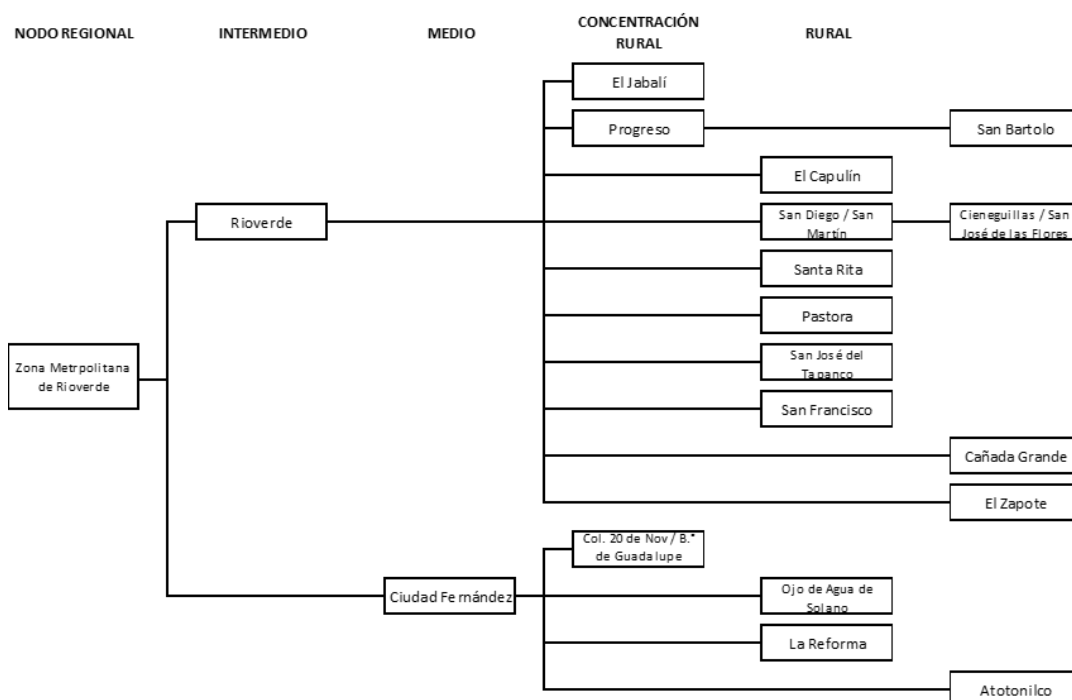 NODO REGIONAL
INTERMEDIO
MEDIO
CONCENTRACIÓN
RURAL
RURAL
El Jabalí
Progreso
San Bartolo
El Capulín
Rioverde
San Diego / San
Martín
Cieneguillas / San
José de las Flores
Santa Rita
Pastora
Zona Metrpolitana
de Rioverde
San José del
Tapanco
San Francisco
Cañada Grande
El Zapote
Col. 20 de Nov / B.°
de Guadalupe
Ciudad Fernández
Ojo de Agua de
Solano
La Reforma
Atotonilco